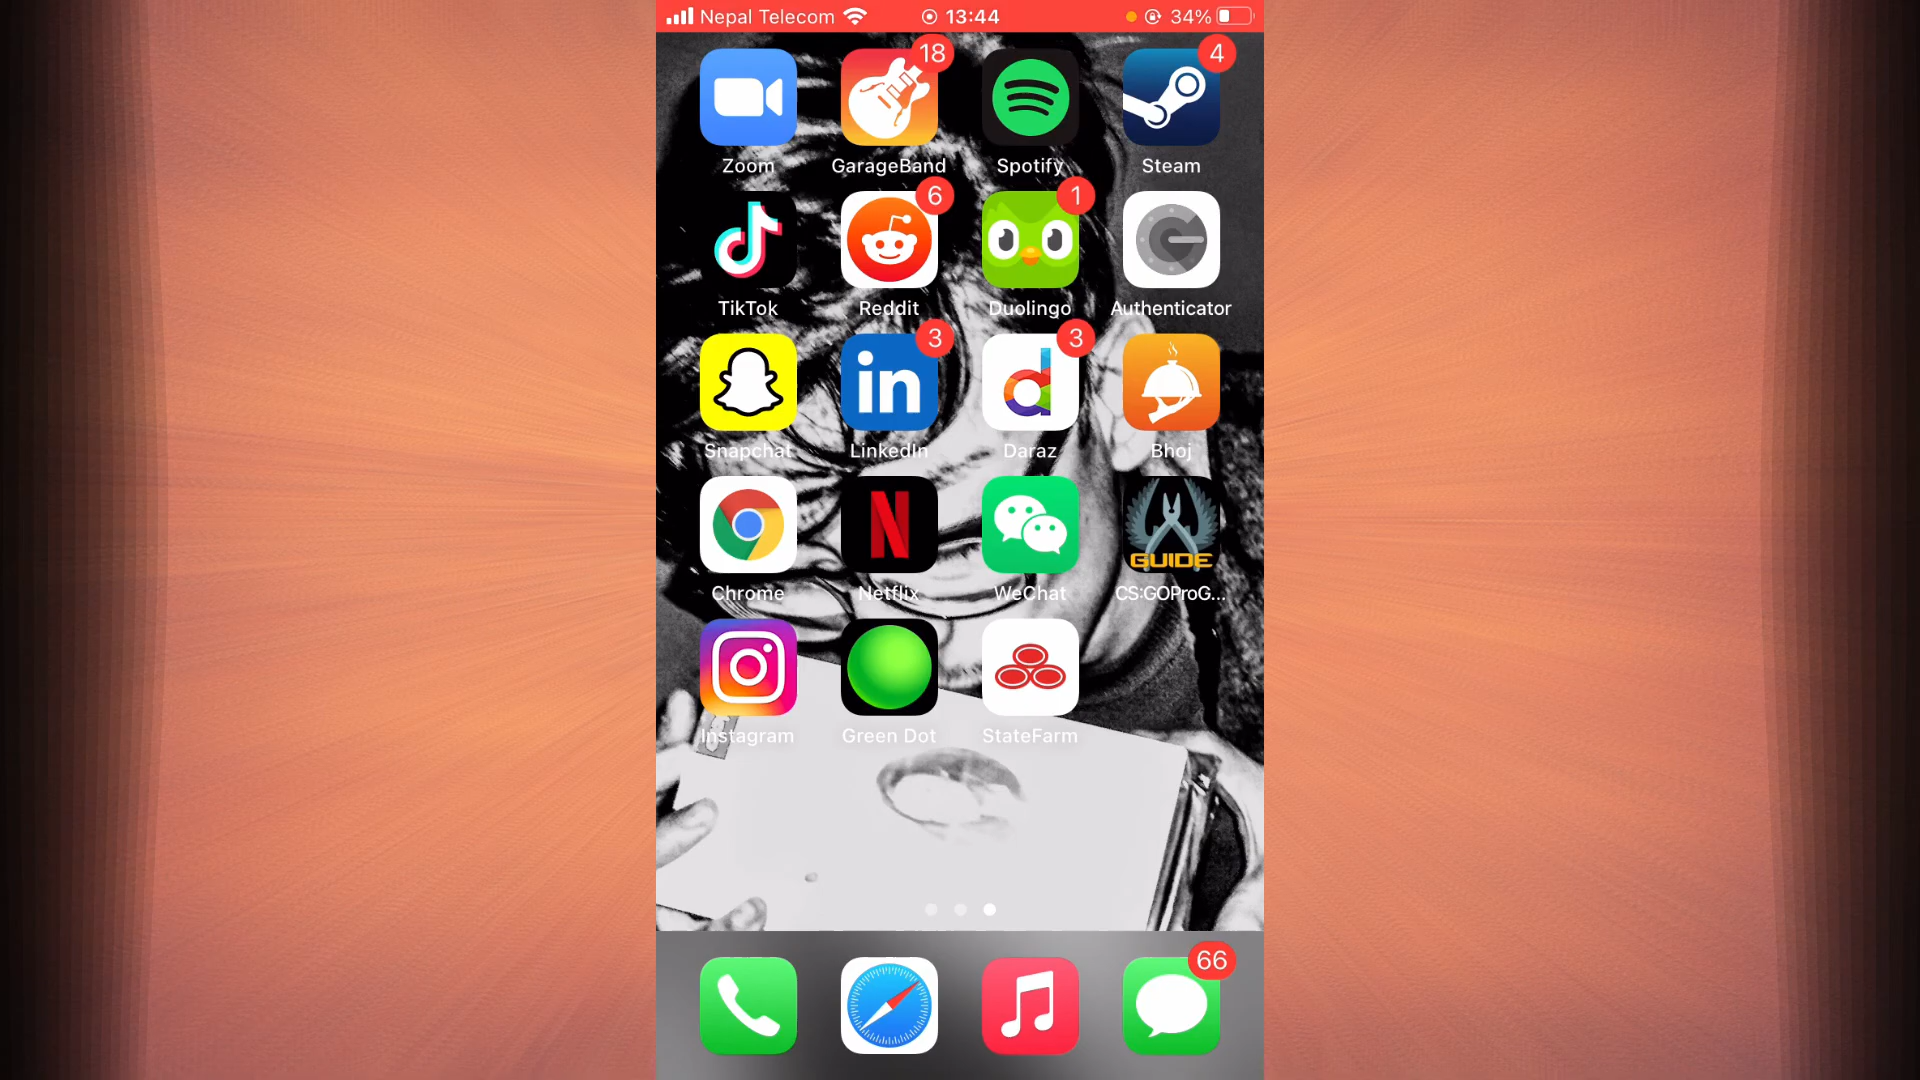 Nepal Telecom 13:44 34%
18 4
Zoom GarageBand Spotify Steam
6 1
TikTok Reddit Duolingo Authenticator
3 3
in
Snapchat LinkedIn Daraz Bhoj
GUIDE
Chrome Netflix WeChat CS:GOProG...
Instagram Green Dot StateFarm
66